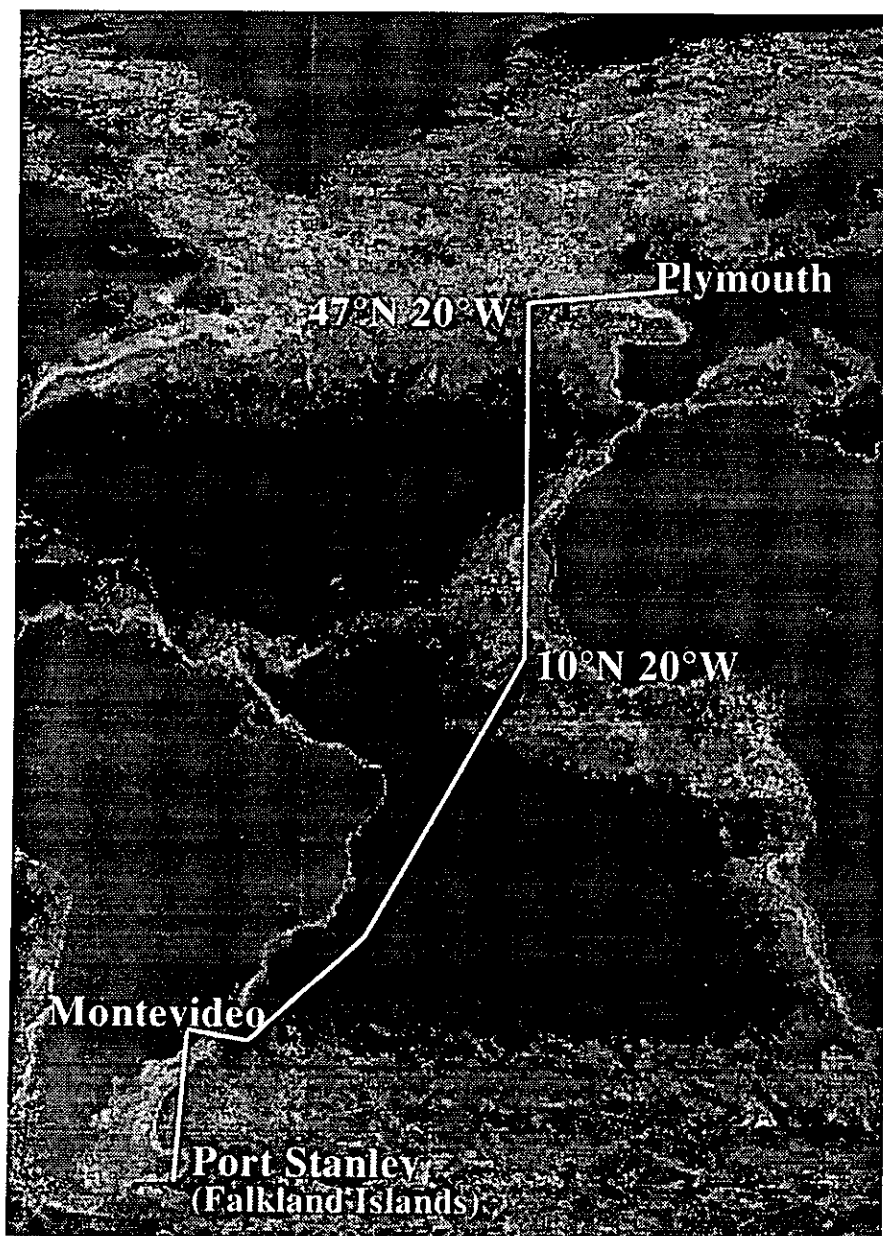 Plymouth
47°N 20°W
10°N 20°W
Montevideo
Port Stanley
(Falkland Islands)